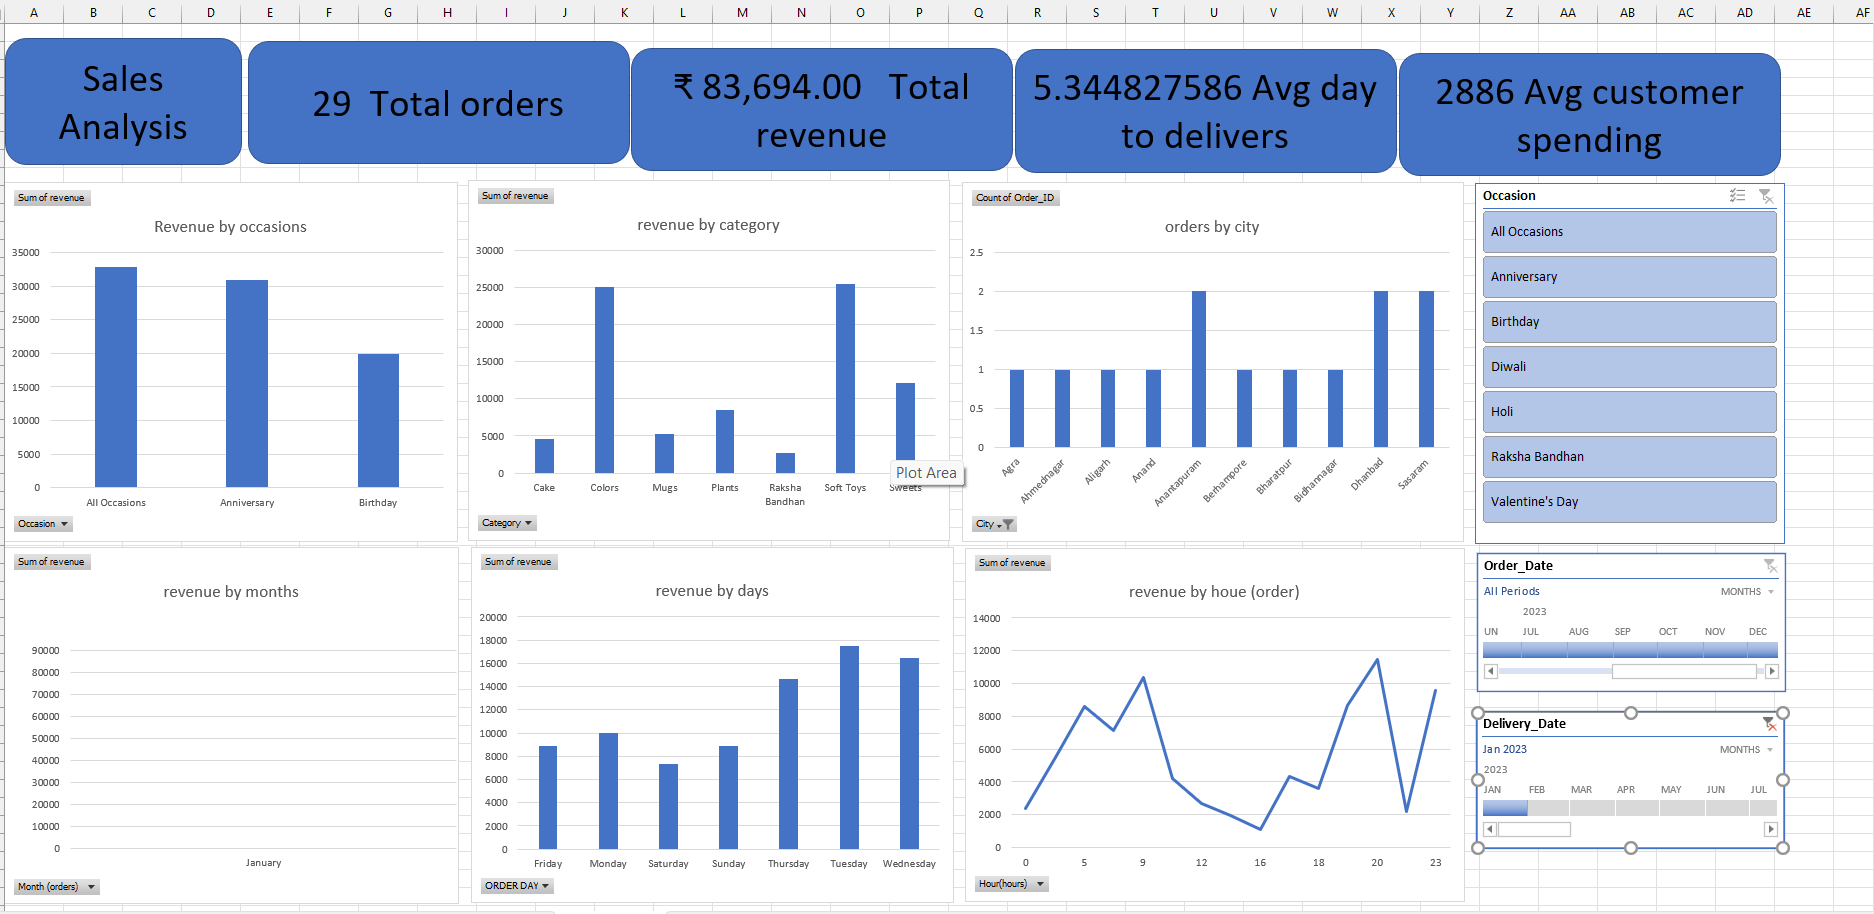 A B C D E F G H I J K L M N O P Q R S T U V W X Y Z AA AB AC AD AE AF
Sales
Analysis
29 Total orders
₹ 83,694.00 Total
revenue
5.344827586 Avg day
to delivers
2886 Avg customer
spending
Sum of revenue
Revenue by occasions
35000
30000
25000
20000
15000
10000
5000
0
All Occasions Anniversary Birthday
Occasion
Sum of revenue
revenue by category
30000
25000
20000
15000
10000
5000
0
Cake Colors Mugs Plants Raksha Bandhan Soft Toys Sweets
Plot Area
Category
Count of Order_ID
orders by city
2.5
2
1.5
1
0.5
0
Agra Ahmednagar Aligarh Anand Anantapuram Berhampore Bharatpur Bidhannagar Dhanbad Sasaram
City
Occasion
All Occasions
Anniversary
Birthday
Diwali
Holi
Raksha Bandhan
Valentine's Day
Sum of revenue
revenue by months
90000
80000
70000
60000
50000
40000
30000
20000
10000
0
January
Month (orders)
Sum of revenue
revenue by days
20000
18000
16000
14000
12000
10000
8000
6000
4000
2000
0
Friday Monday Saturday Sunday Thursday Tuesday Wednesday
ORDER DAY
Sum of revenue
revenue by houe (order)
14000
12000
10000
8000
6000
4000
2000
0
0 5 9 12 16 18 20 23
Hour(hours)
Order_Date
All Periods MONTHS
2023
UN JUL AUG SEP OCT NOV DEC
Delivery_Date
Jan 2023 MONTHS
2023
JAN FEB MAR APR MAY JUN JUL